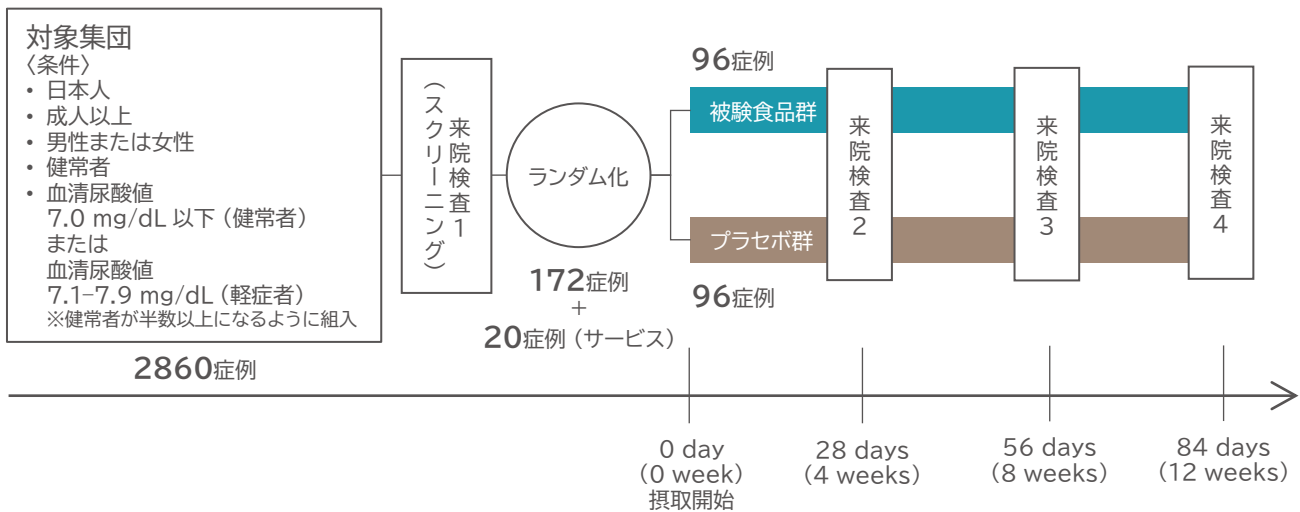 対象集団
〈条件〉
• 日本人
• 成人以上
• 男性または女性
• 健常者
• 血清尿酸値
7.0 mg/dL 以下（健常者）
または
血清尿酸値
7.1–7.9 mg/dL（軽症者）
※健常者が半数以上になるように組入
2860症例
来院検査1
（スクリーニング）
ランダム化
172症例
+
20症例（サービス）
96症例
被験食品群
プラセボ群
96症例
来院検査2
来院検査3
来院検査4
0 day
(0 week)
摂取開始
28 days
(4 weeks)
56 days
(8 weeks)
84 days
(12 weeks)